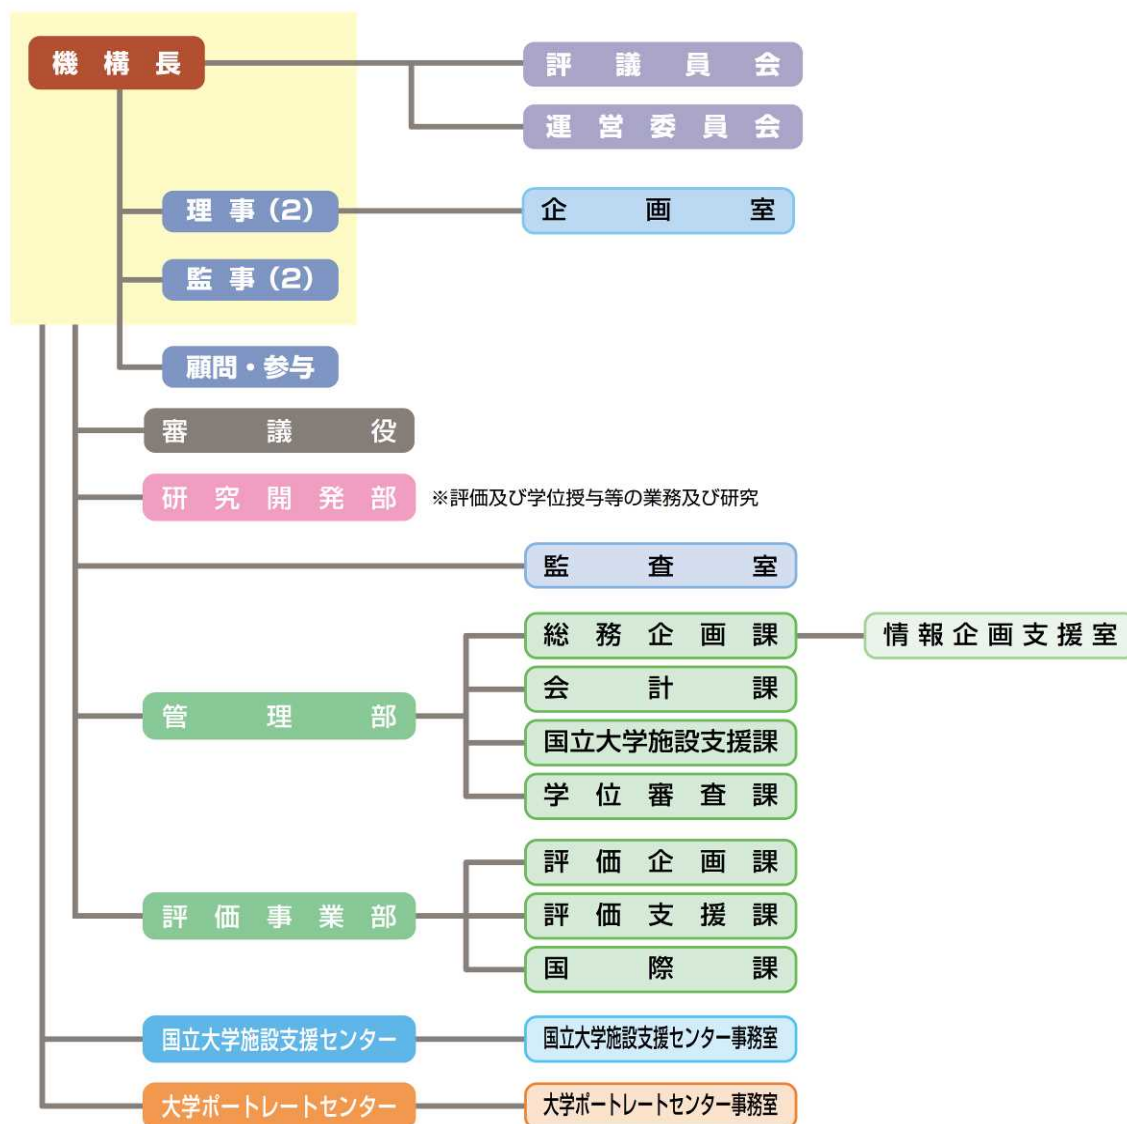 機構長
評議員会
運営委員会
理事(2)
企画室
監事(2)
顧問・参与
審議役
研究開発部
※評価及び学位授与等の業務及び研究
監査室
総務企画課
情報企画支援室
会計課
管理部
国立大学施設支援課
学位審査課
評価企画課
評価事業部
評価支援課
国際課
国立大学施設支援センター
国立大学施設支援センター事務室
大学ポートレートセンター
大学ポートレートセンター事務室